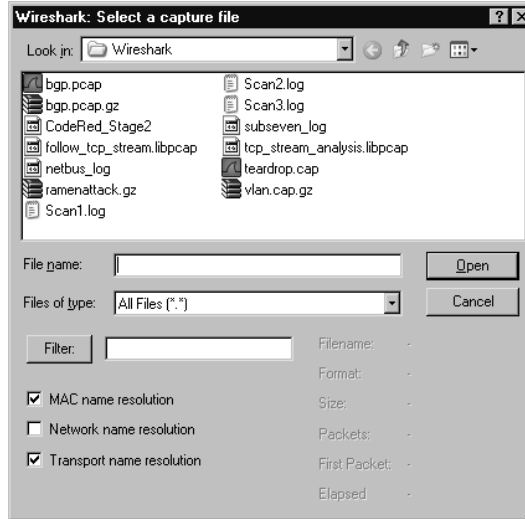 Wireshark: Select a capture file
Look in: Wireshark
bgp.pcap
bgp.pcap.gz
CodeRed_Stage2
follow_tcp_stream.libpcap
netbus_log
ramenattack.gz
Scan1.log
Scan2.log
Scan3.log
subseven_log
tcp_stream_analysis.libpcap
teardrop.cap
vlan.cap.gz
File name:
Open
Files of type: All Files (*.*)
Cancel
Filter:
Filename: -
Format: -
MAC name resolution
Size: -
Network name resolution
Packets: -
Transport name resolution
First Packet: -
Elapsed -